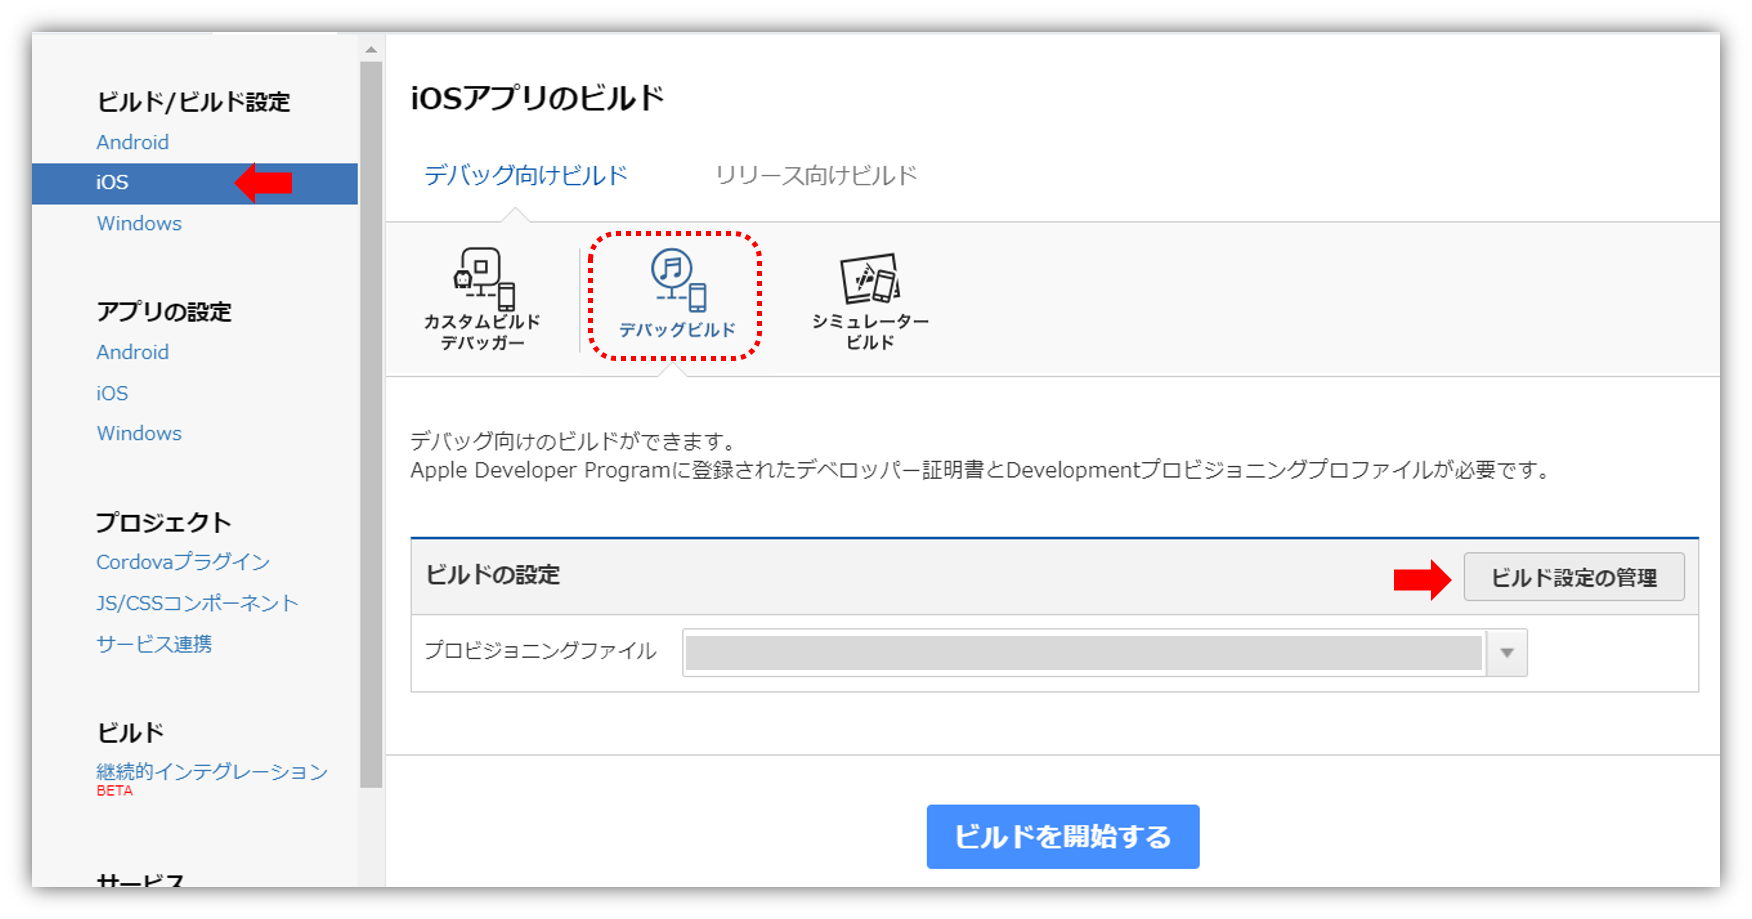 ビルド/ビルド設定
Android
iOS
Windows
アプリの設定
Android
iOS
Windows
プロジェクト
Cordovaプラグイン
JS/CSSコンポーネント
サービス連携
ビルド
継続的インテグレーション
BETA
サービス
iOSアプリのビルド
デバッグ向けビルド
リリース向けビルド
カスタムビルド
デバッガー
デバッグビルド
シミュレーター
ビルド
デバッグ向けのビルドができます。
Apple Developer Programに登録されたデベロッパー証明書とDevelopmentプロビジョニングプロファイルが必要です。
ビルドの設定
ビルド設定の管理
プロビジョニングファイル
ビルドを開始する